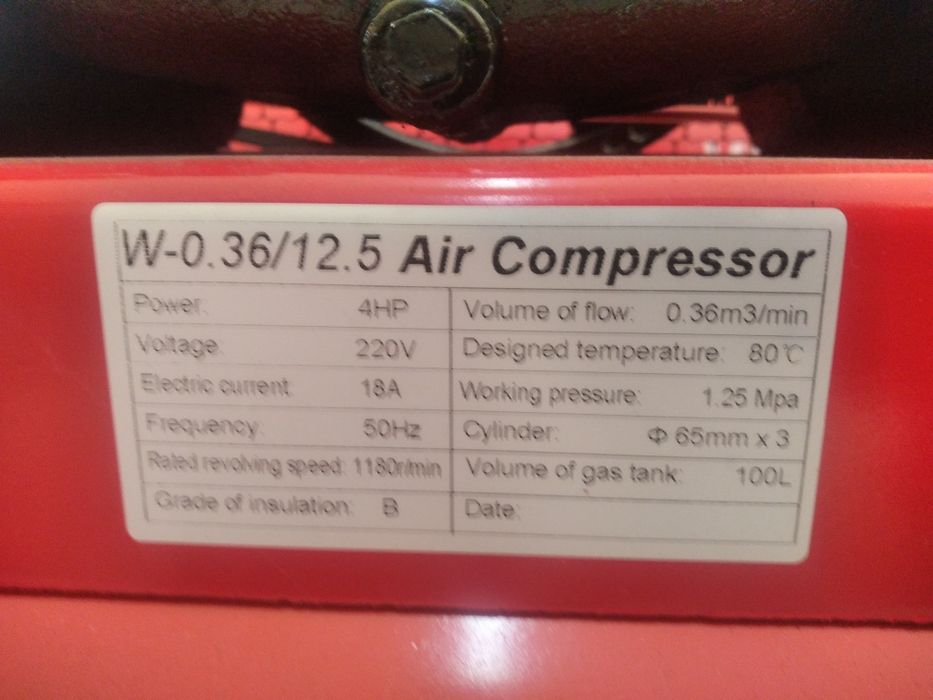 W-0.36/12.5 Air Compressor
Power: 4HP
Volume of flow: 0.36m3/min
Voltage: 220V
Designed temperature: 80℃
Electric current: 18A
Working pressure: 1.25 Mpa
Frequency: 50Hz
Cylinder: Φ 65mm x 3
Rated revolving speed: 1180r/min
Volume of gas tank: 100L
Grade of insulation: B
Date: